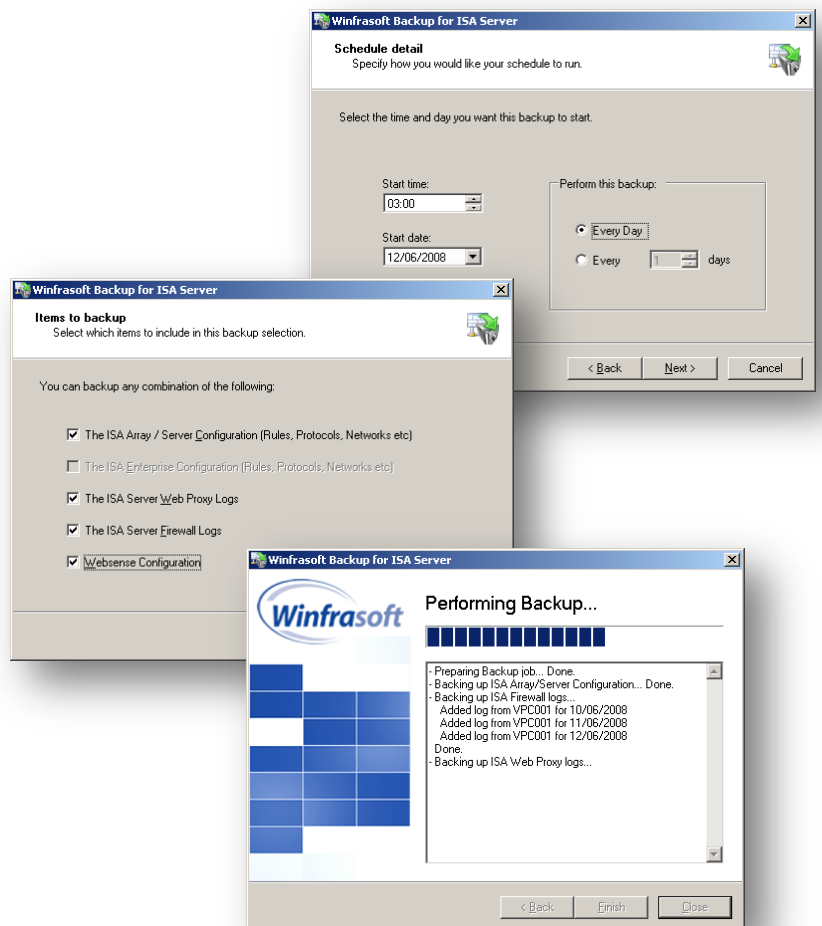 Winfrasoft Backup for ISA Server
Schedule detail
Specify how you would like your schedule to run.
Select the time and day you want this backup to start.
Start time:
03:00
Start date:
12/06/2008
Perform this backup:
Every Day
Every 1 days
< Back Next > Cancel
Winfrasoft Backup for ISA Server
Items to backup
Select which items to include in this backup selection.
You can backup any combination of the following:
The ISA Array / Server Configuration (Rules, Protocols, Networks etc)
The ISA Enterprise Configuration (Rules, Protocols, Networks etc)
The ISA Server Web Proxy Logs
The ISA Server Firewall Logs
Websense Configuration
Winfrasoft Backup for ISA Server
Winfrasoft
Performing Backup...
- Preparing Backup job... Done.
- Backing up ISA Array/Server Configuration... Done.
- Backing up ISA Firewall logs...
Added log from VPC001 for 10/06/2008
Added log from VPC001 for 11/06/2008
Added log from VPC001 for 12/06/2008
Done.
- Backing up ISA Web Proxy logs...
< Back Finish Close